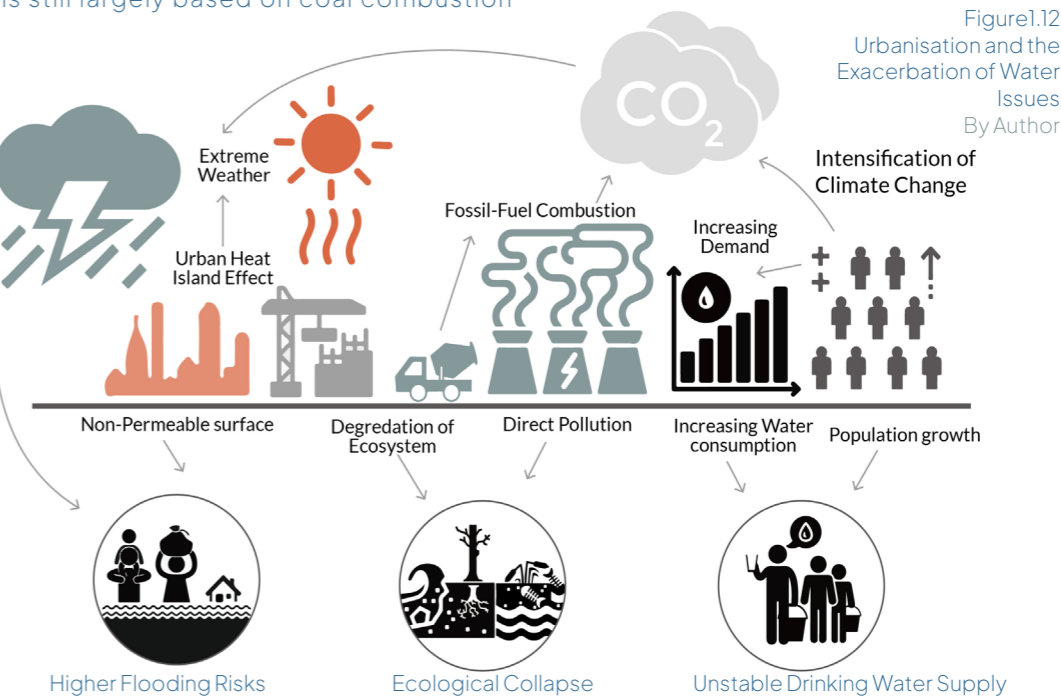 is still largely based on coal combustion
Figure1.12
Urbanisation and the
Exacerbation of Water
Issues
By Author
CO2
Extreme
Weather
Intensification of
Climate Change
Fossil-Fuel Combustion
Increasing
Demand
Urban Heat
Island Effect
Non-Permeable surface
Degredation of
Ecosystem
Direct Pollution
Increasing Water
consumption
Population growth
Higher Flooding Risks
Ecological Collapse
Unstable Drinking Water Supply